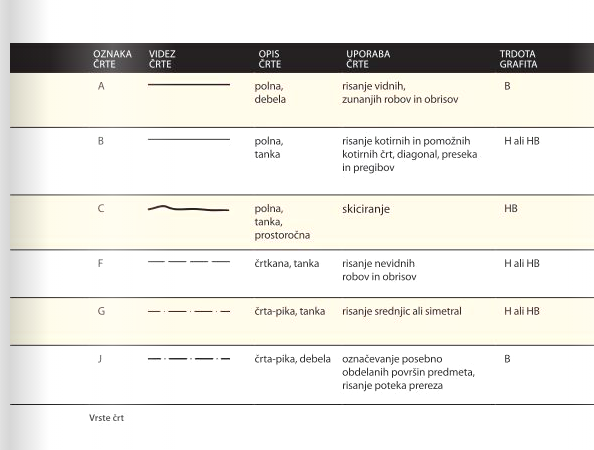 OZNAKA ČRTE
VIDEZ ČRTE
OPIS ČRTE
UPORABA ČRTE
TRDOTA GRAFITA
A
polna,
debela
risanje vidnih,
zunanjih robov in obrisov
B
B
polna,
tanka
risanje kotirnih in pomožnih
kotirnih črt, diagonal, preseka
in pregibov
H ali HB
C
polna,
tanka,
prostoročna
skiciranje
HB
F
črtkana, tanka
risanje nevidnih
robov in obrisov
H ali HB
G
črta-pika, tanka
risanje srednjic ali simetral
H ali HB
J
črta-pika, debela
označevanje posebno
obdelanih površin predmeta,
risanje poteka prereza
B
Vrste črt